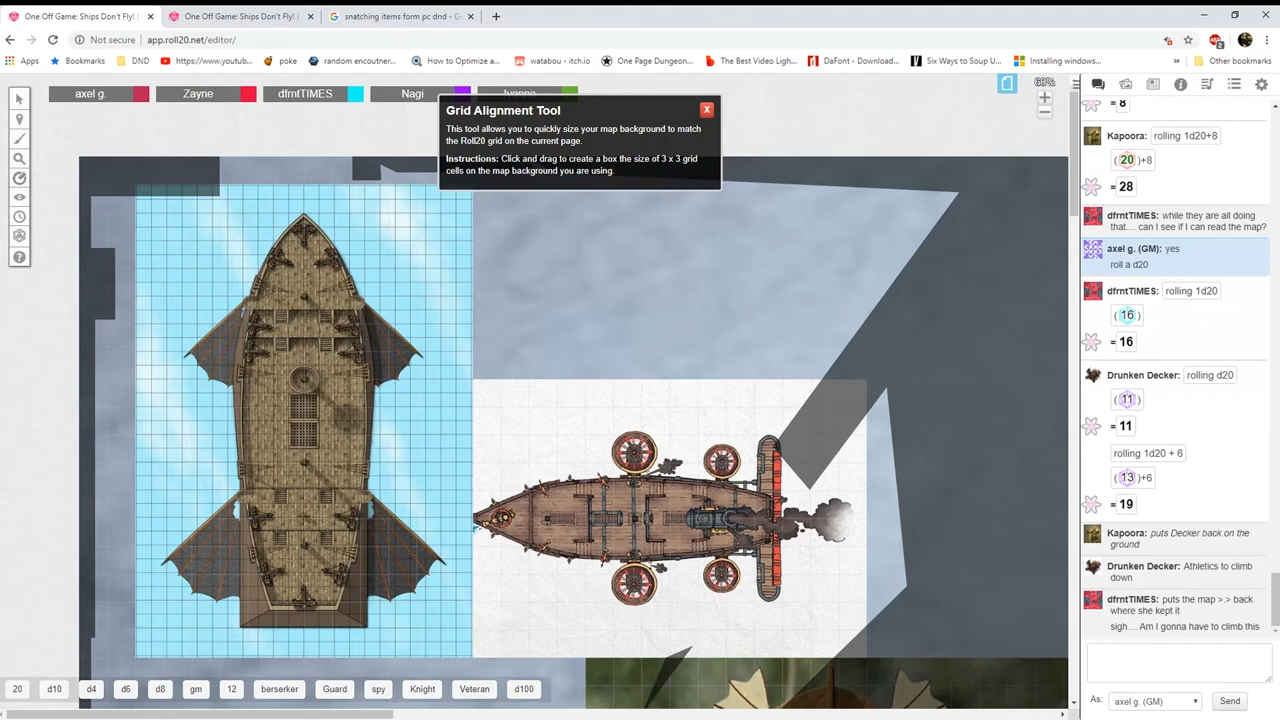 One Off Game: Ships Don't Fly! |
One Off Game: Ships Don't Fly! |
snatching items form pc dnd - G
Not secure | app.roll20.net/editor/
Apps
Bookmarks
DND
https://www.youtub...
poke
random encoutner...
How to Optimize a...
watabou - itch.io
One Page Dungeon...
The Best Video Ligh...
DaFont - Download...
Six Ways to Soup U...
Installing windows...
»
Other bookmarks
axel g.
Zayne
dfrntTIMES
Nagi
Grid Alignment Tool
X
This tool allows you to quickly size your map background to match
the Roll20 grid on the current page.
Instructions: Click and drag to create a box the size of 3 x 3 grid
cells on the map background you are using.
60%
= 8
Kapoora: rolling 1d20+8
(20)+8
= 28
dfrntTIMES: while they are all doing
that.... can I see if I can read the map?
axel g. (GM): yes
roll a d20
dfrntTIMES: rolling 1d20
(16)
= 16
Drunken Decker: rolling d20
(11)
= 11
rolling 1d20 + 6
(13)+6
= 19
Kapoora: puts Decker back on the
ground
Drunken Decker: Athletics to climb
down
dfrntTIMES: puts the map >.> back
where she kept it
sigh.... Am I gonna have to climb this
20
d10
d4
d6
d8
gm
12
berserker
Guard
spy
Knight
Veteran
d100
As:
axel g. (GM)
Send